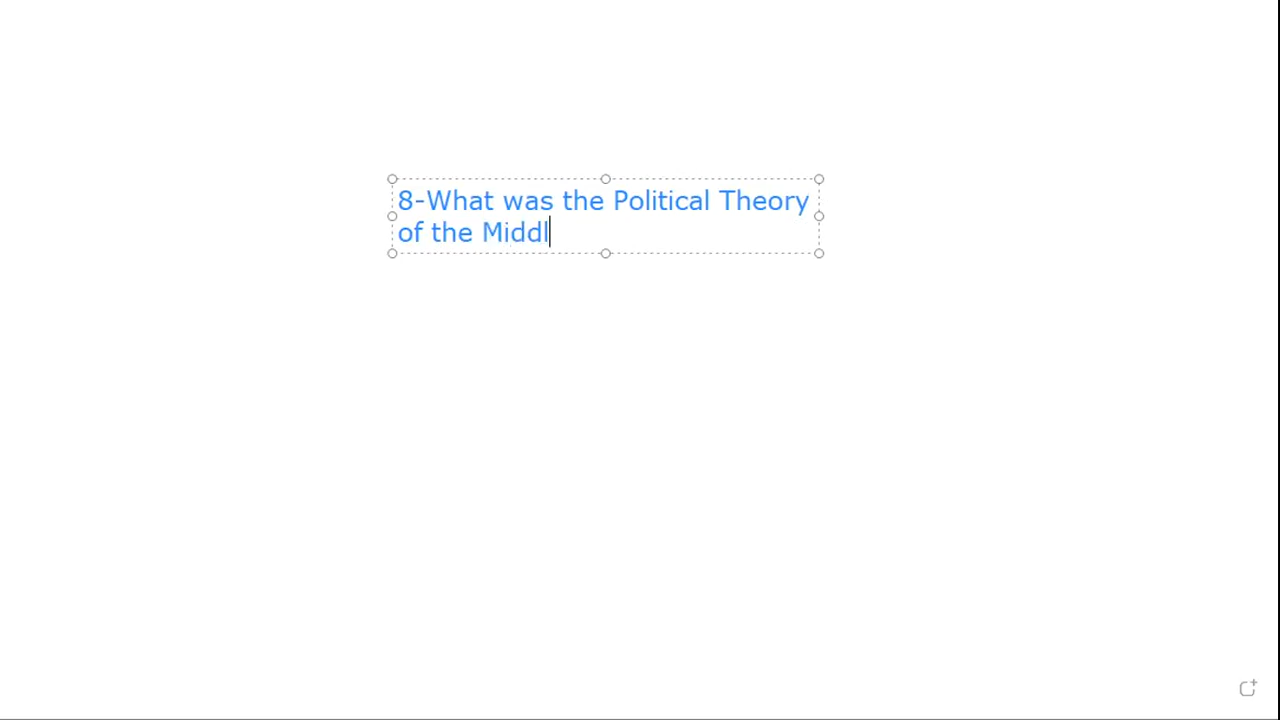 8-What was the Political Theory
of the Middl